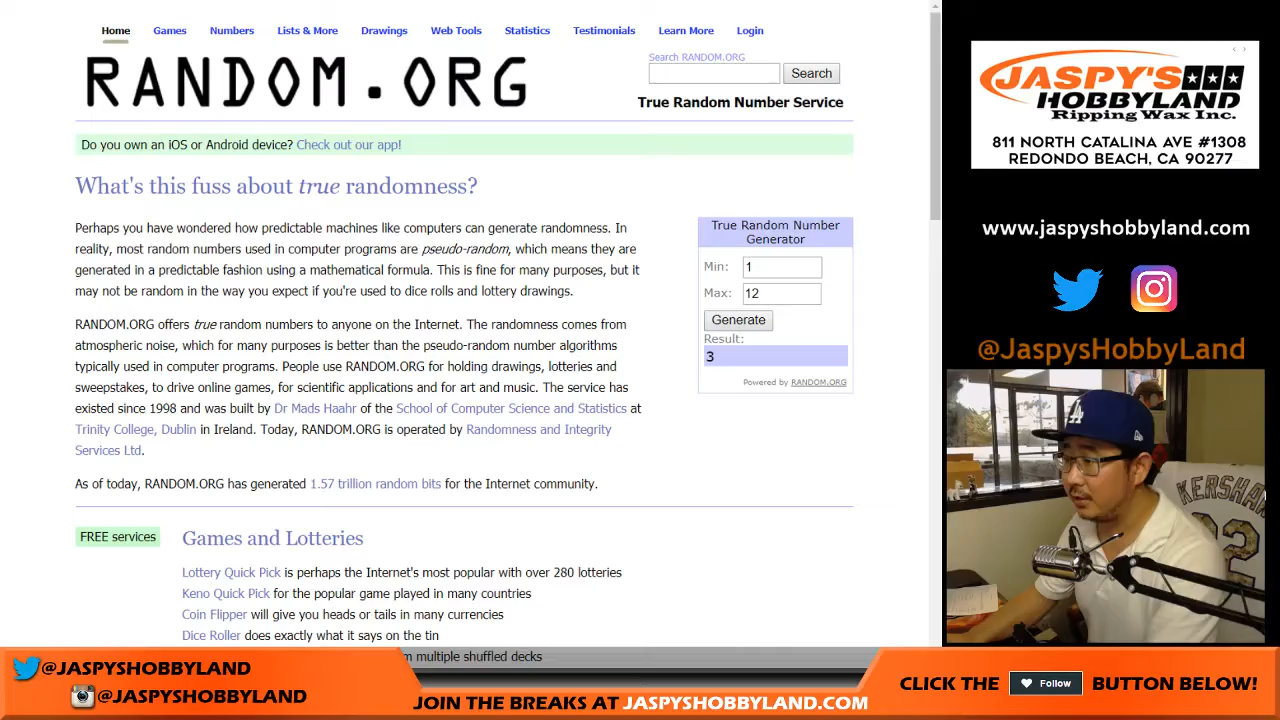 Home Games Numbers Lists & More Drawings Web Tools Statistics Testimonials Learn More Login
RANDOM.ORG
Search RANDOM.ORG
Search
True Random Number Service
Do you own an iOS or Android device? Check out our app!
What's this fuss about true randomness?
Perhaps you have wondered how predictable machines like computers can generate randomness. In
reality, most random numbers used in computer programs are pseudo-random, which means they are
generated in a predictable fashion using a mathematical formula. This is fine for many purposes, but it
may not be random in the way you expect if you're used to dice rolls and lottery drawings.
RANDOM.ORG offers true random numbers to anyone on the Internet. The randomness comes from
atmospheric noise, which for many purposes is better than the pseudo-random number algorithms
typically used in computer programs. People use RANDOM.ORG for holding drawings, lotteries and
sweepstakes, to drive online games, for scientific applications and for art and music. The service has
existed since 1998 and was built by Dr Mads Haahr of the School of Computer Science and Statistics at
Trinity College, Dublin in Ireland. Today, RANDOM.ORG is operated by Randomness and Integrity
Services Ltd.
As of today, RANDOM.ORG has generated 1.57 trillion random bits for the Internet community.
True Random Number
Generator
Min: 1
Max: 12
Generate
Result:
3
Powered by RANDOM.ORG
FREE services
Games and Lotteries
Lottery Quick Pick is perhaps the Internet's most popular with over 280 lotteries
Keno Quick Pick for the popular game played in many countries
Coin Flipper will give you heads or tails in many currencies
Dice Roller does exactly what it says on the tin
m multiple shuffled decks
JASPY'S
HOBBYLAND
Ripping Wax Inc.
811 NORTH CATALINA AVE #1308
REDONDO BEACH, CA 90277
www.jaspyshobbyland.com
@JaspysHobbyLand
LA
KERSHAW
22
@JASPYSHOBBYLAND
@JASPYSHOBBYLAND
JOIN THE BREAKS AT JASPYSHOBBYLAND.COM
CLICK THE Follow BUTTON BELOW!